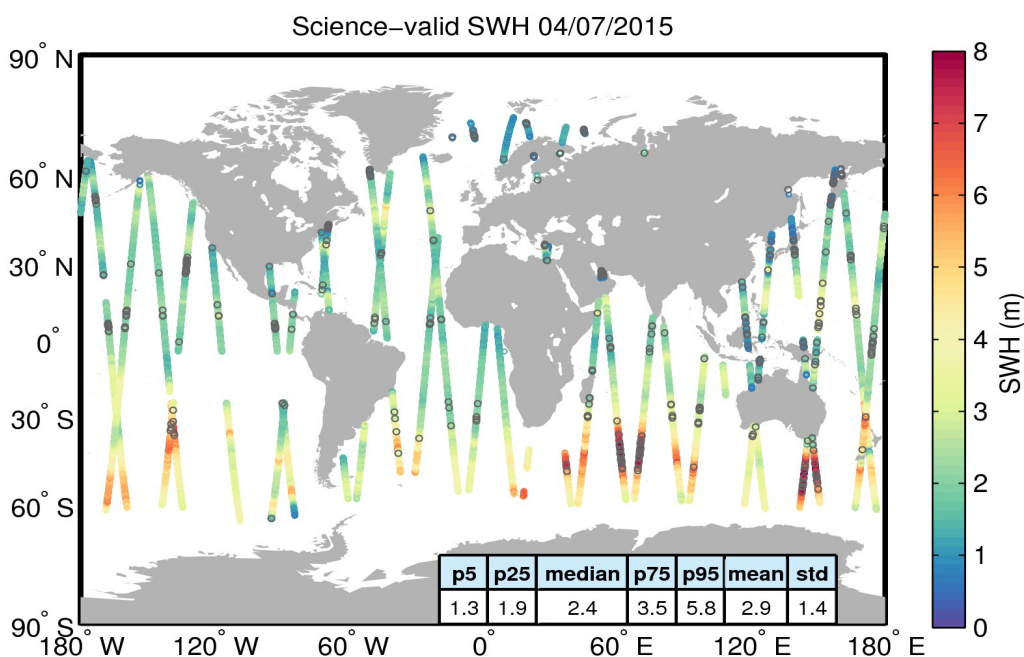 Science−valid SWH 04/07/2015
90° N
60° N
30° N
0°
30° S
60° S
90° S
180° W
120° W
60° W
0°
60° E
120° E
180° E
p5 p25 median p75 p95 mean std
1.3 1.9 2.4 3.5 5.8 2.9 1.4
8
7
6
5
4
3
2
1
0
SWH (m)